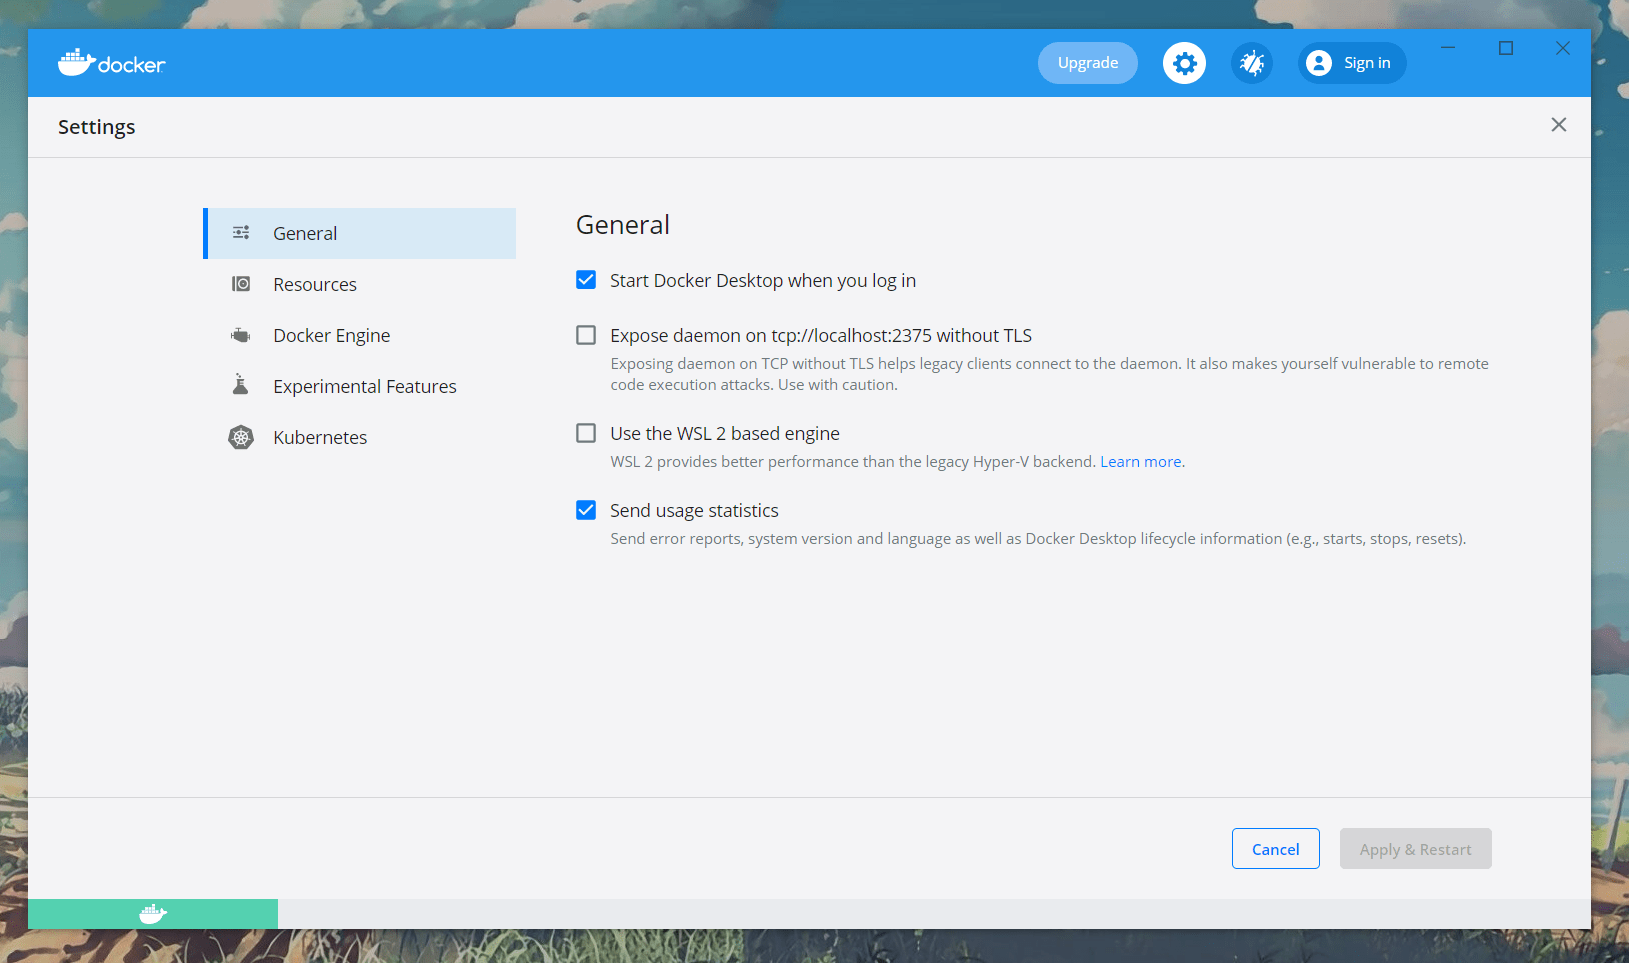 docker
Upgrade
Sign in
Settings
General
Resources
Docker Engine
Experimental Features
Kubernetes
General
Start Docker Desktop when you log in
Expose daemon on tcp://localhost:2375 without TLS
Exposing daemon on TCP without TLS helps legacy clients connect to the daemon. It also makes yourself vulnerable to remote
code execution attacks. Use with caution.
Use the WSL 2 based engine
WSL 2 provides better performance than the legacy Hyper-V backend. Learn more.
Send usage statistics
Send error reports, system version and language as well as Docker Desktop lifecycle information (e.g., starts, stops, resets).
Cancel
Apply & Restart